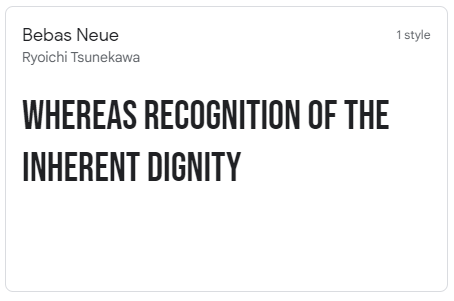 Bebas Neue
1 style
Ryoichi Tsunekawa
WHEREAS RECOGNITION OF THE
INHERENT DIGNITY